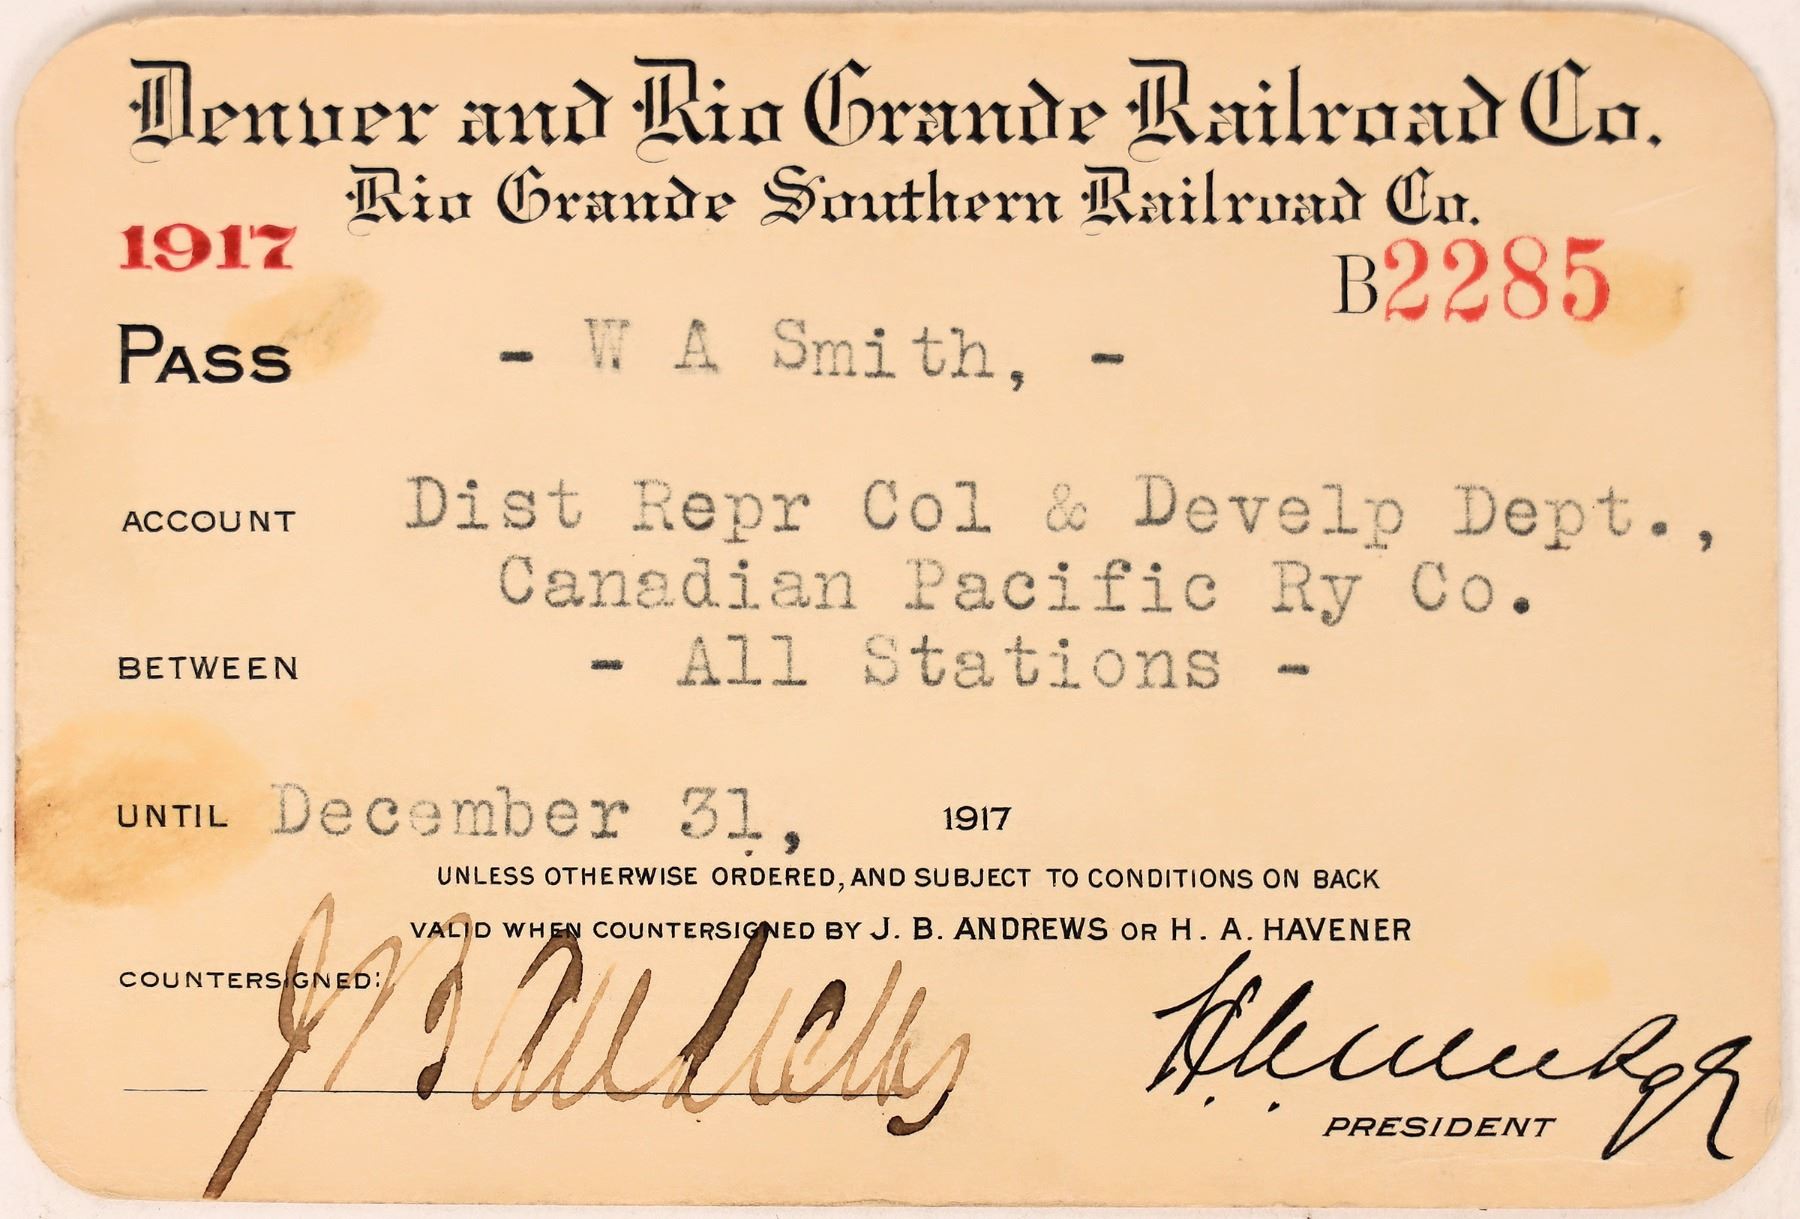 Denver and Rio Grande Railroad Co.
Rio Grande Southern Railroad Co.
1917
B2285
PASS - W A Smith, -
ACCOUNT Dist Repr Col & Develp Dept.,
Canadian Pacific Ry Co.
BETWEEN - All Stations -
UNTIL December 31, 1917
UNLESS OTHERWISE ORDERED, AND SUBJECT TO CONDITIONS ON BACK
VALID WHEN COUNTERSIGNED BY J. B. ANDREWS OR H. A. HAVENER
COUNTERSIGNED:
J B Andrews
PRESIDENT